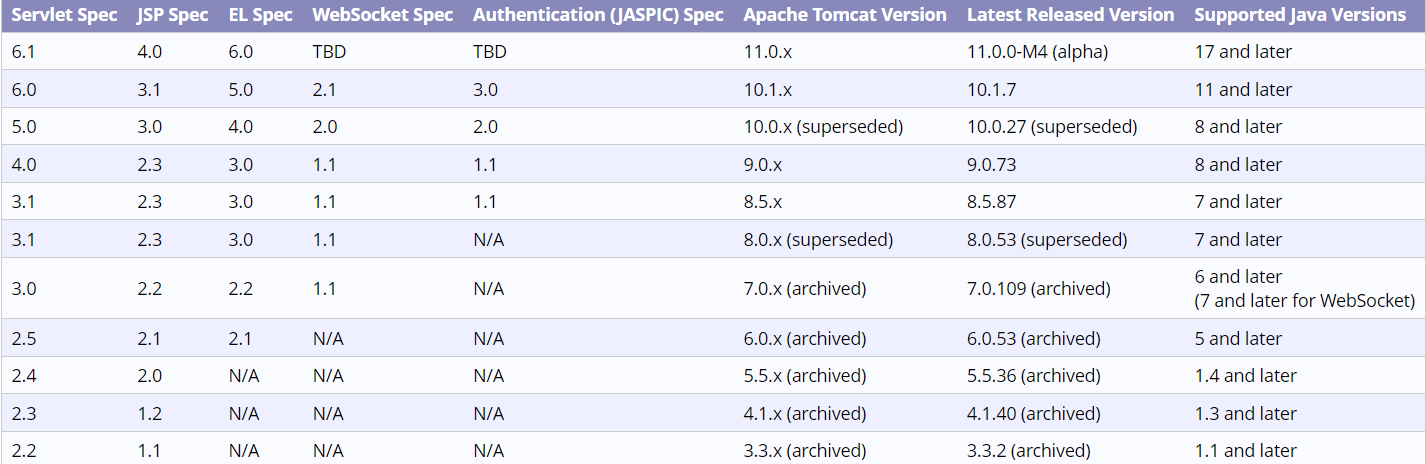 Servlet Spec JSP Spec EL Spec WebSocket Spec Authentication (JASPIC) Spec Apache Tomcat Version Latest Released Version Supported Java Versions
6.1 4.0 6.0 TBD TBD 11.0.x 11.0.0-M4 (alpha) 17 and later
6.0 3.1 5.0 2.1 3.0 10.1.x 10.1.7 11 and later
5.0 3.0 4.0 2.0 2.0 10.0.x (superseded) 10.0.27 (superseded) 8 and later
4.0 2.3 3.0 1.1 1.1 9.0.x 9.0.73 8 and later
3.1 2.3 3.0 1.1 1.1 8.5.x 8.5.87 7 and later
3.1 2.3 3.0 1.1 N/A 8.0.x (superseded) 8.0.53 (superseded) 7 and later
3.0 2.2 2.2 1.1 N/A 7.0.x (archived) 7.0.109 (archived) 6 and later
(7 and later for WebSocket)
2.5 2.1 2.1 N/A N/A 6.0.x (archived) 6.0.53 (archived) 5 and later
2.4 2.0 N/A N/A N/A 5.5.x (archived) 5.5.36 (archived) 1.4 and later
2.3 1.2 N/A N/A N/A 4.1.x (archived) 4.1.40 (archived) 1.3 and later
2.2 1.1 N/A N/A N/A 3.3.x (archived) 3.3.2 (archived) 1.1 and later